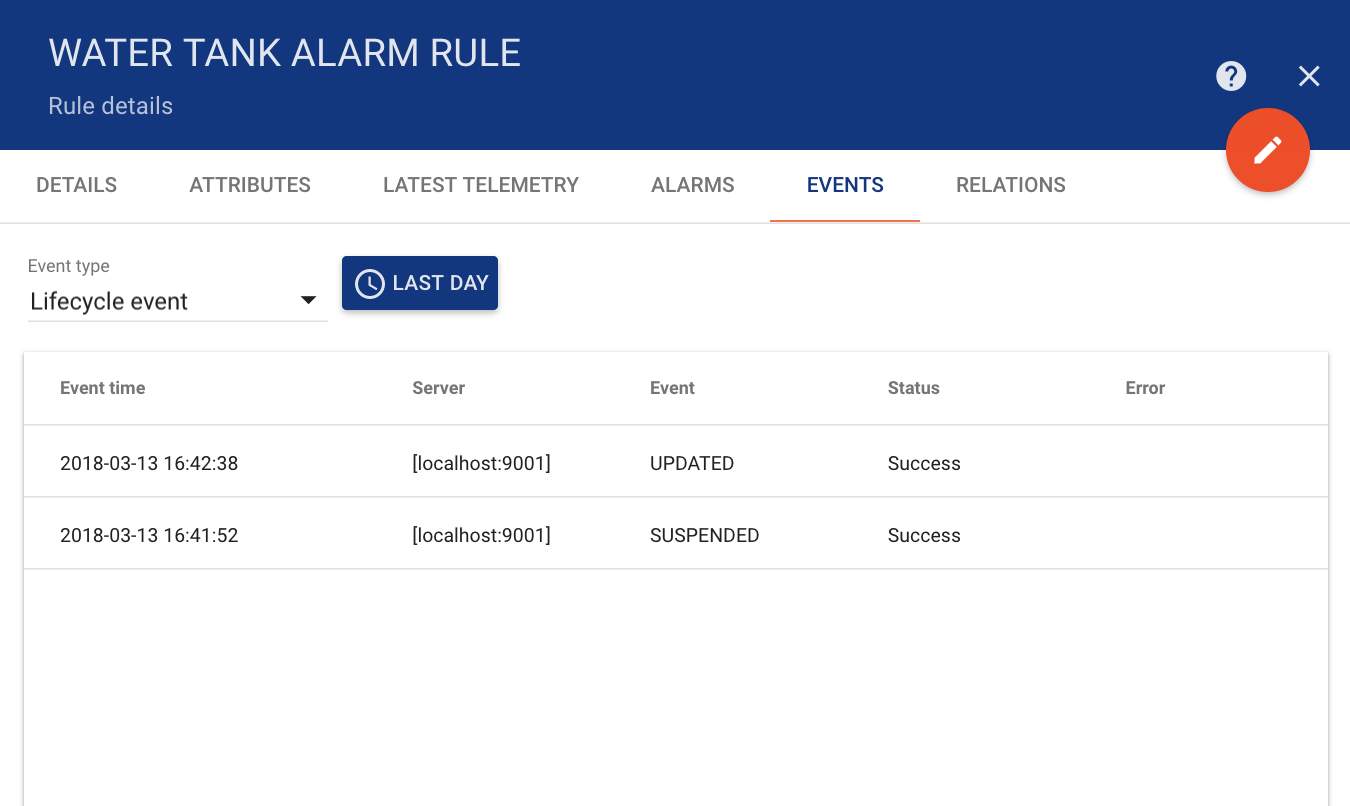 WATER TANK ALARM RULE
Rule details
?
DETAILS ATTRIBUTES LATEST TELEMETRY ALARMS EVENTS RELATIONS
Event type
Lifecycle event
LAST DAY
Event time Server Event Status Error
2018-03-13 16:42:38 [localhost:9001] UPDATED Success
2018-03-13 16:41:52 [localhost:9001] SUSPENDED Success